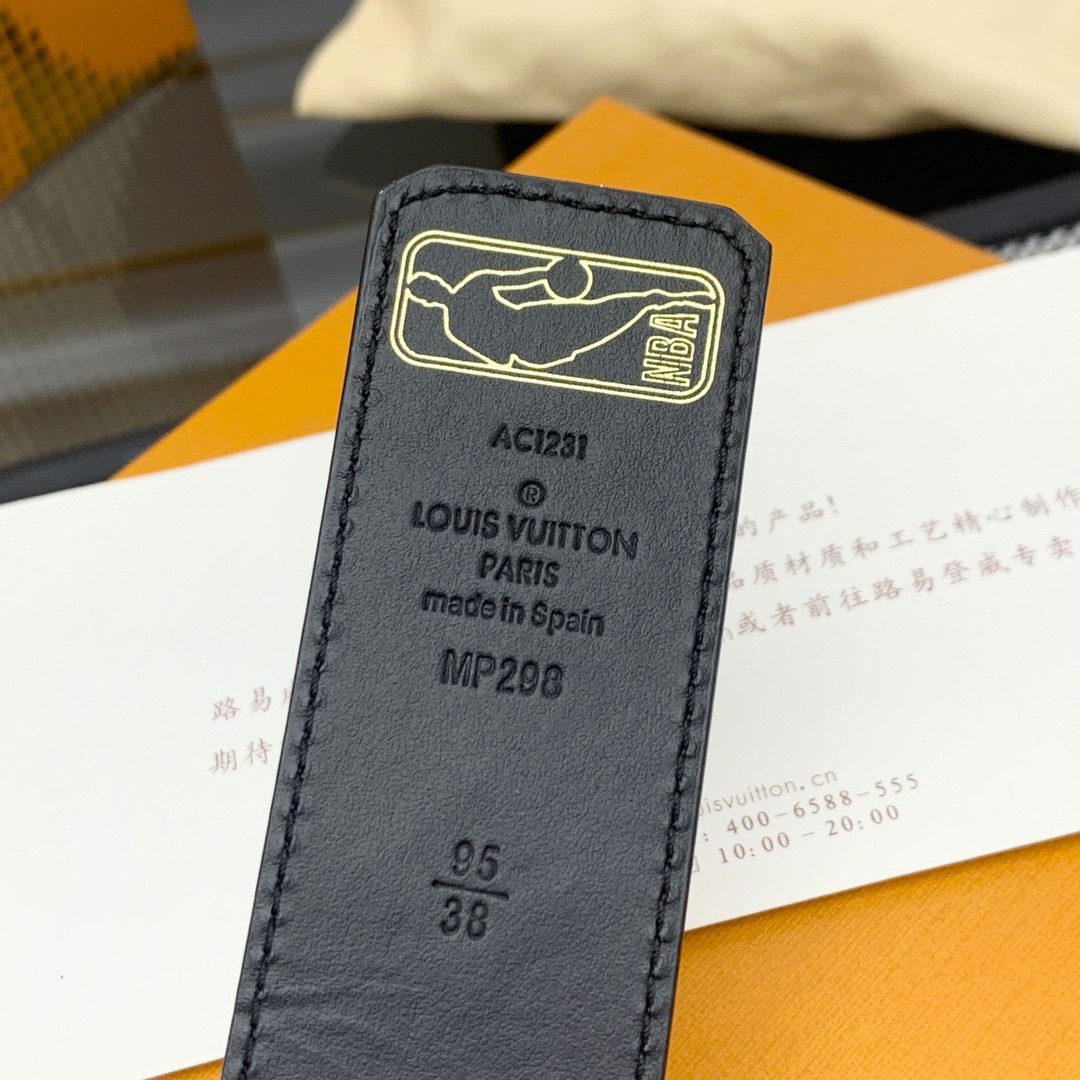 NBA
AC1231
®
LOUIS VUITTON
PARIS
made in Spain
MP298
95
38
的产品!
品质材质和工艺精心制作
或者前往路易登威专卖
路易
期待
uisvuitton.cn
: 400-6588-555
10:00-20:00